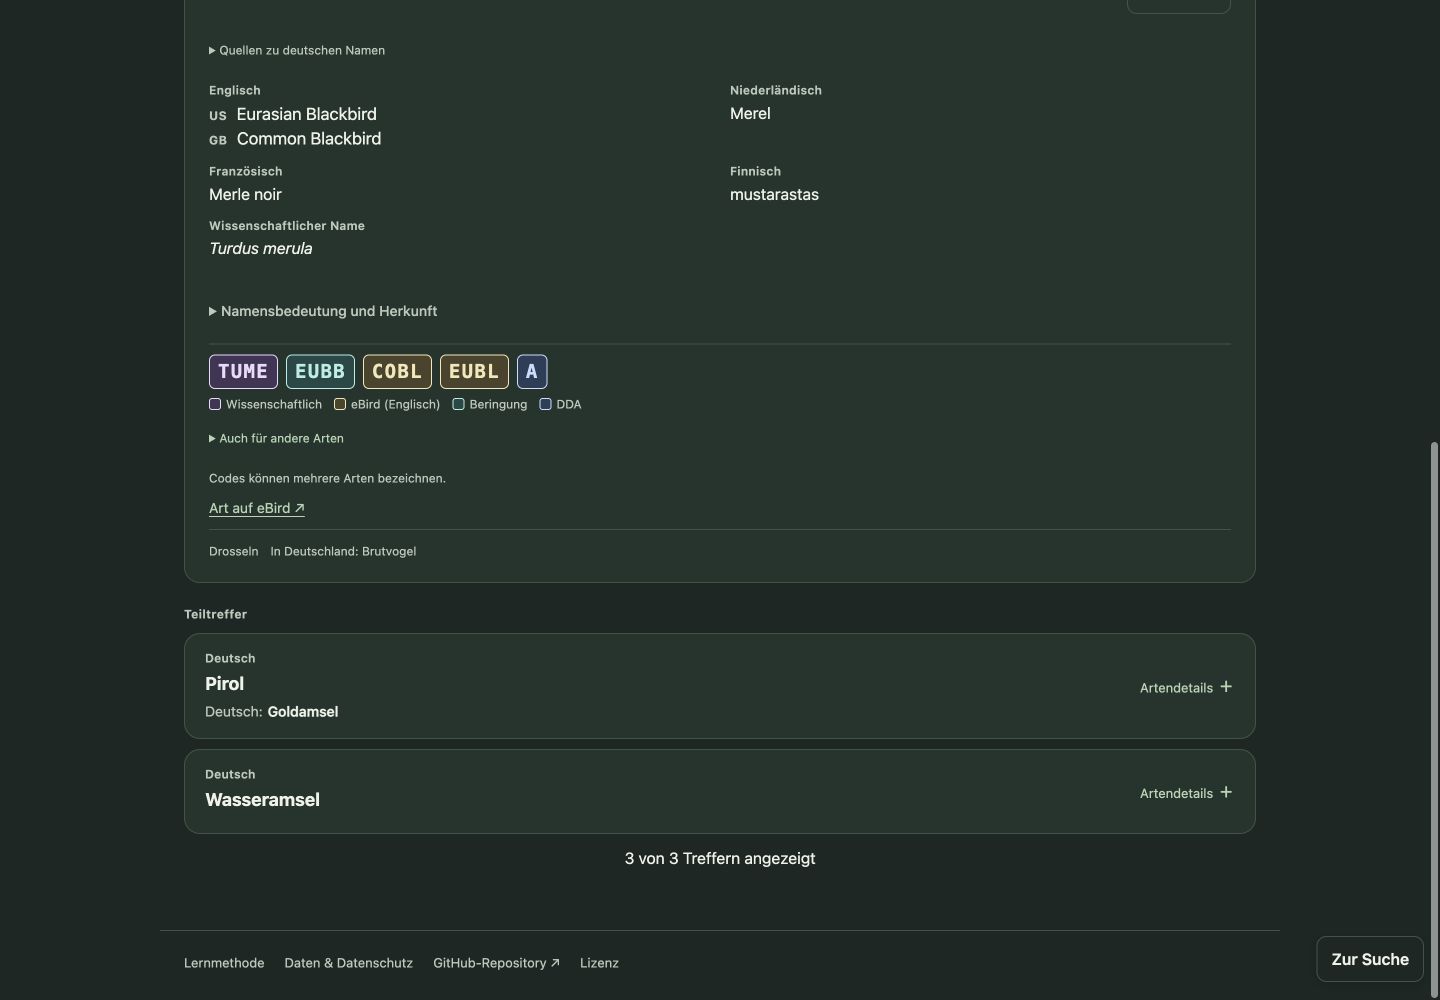 ▶ Quellen zu deutschen Namen
Englisch
US Eurasian Blackbird
GB Common Blackbird
Niederländisch
Merel
Französisch
Merle noir
Finnisch
mustarastas
Wissenschaftlicher Name
Turdus merula
▶ Namensbedeutung und Herkunft
TUME EUBB COBL EUBL A
Wissenschaftlich eBird (Englisch) Beringung DDA
▶ Auch für andere Arten
Codes können mehrere Arten bezeichnen.
Art auf eBird ↗
Drosseln In Deutschland: Brutvogel
Teiltreffer
Deutsch
Pirol
Deutsch: Goldamsel
Artendetails +
Deutsch
Wasseramsel
Artendetails +
3 von 3 Treffern angezeigt
Lernmethode Daten & Datenschutz GitHub-Repository ↗ Lizenz
Zur Suche